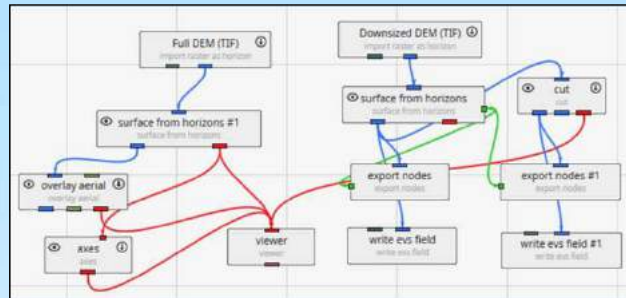 Full DEM (TIF)
import raster as horizon
Downsized DEM (TIF)
import raster as horizon
surface from horizons
surface from horizons
cut
cut
surface from horizons #1
surface from horizons
overlay aerial
overlay aerial
export nodes
export nodes
export nodes #1
export nodes
axes
axes
viewer
viewer
write evs field
write evs field
write evs field #1
write evs field